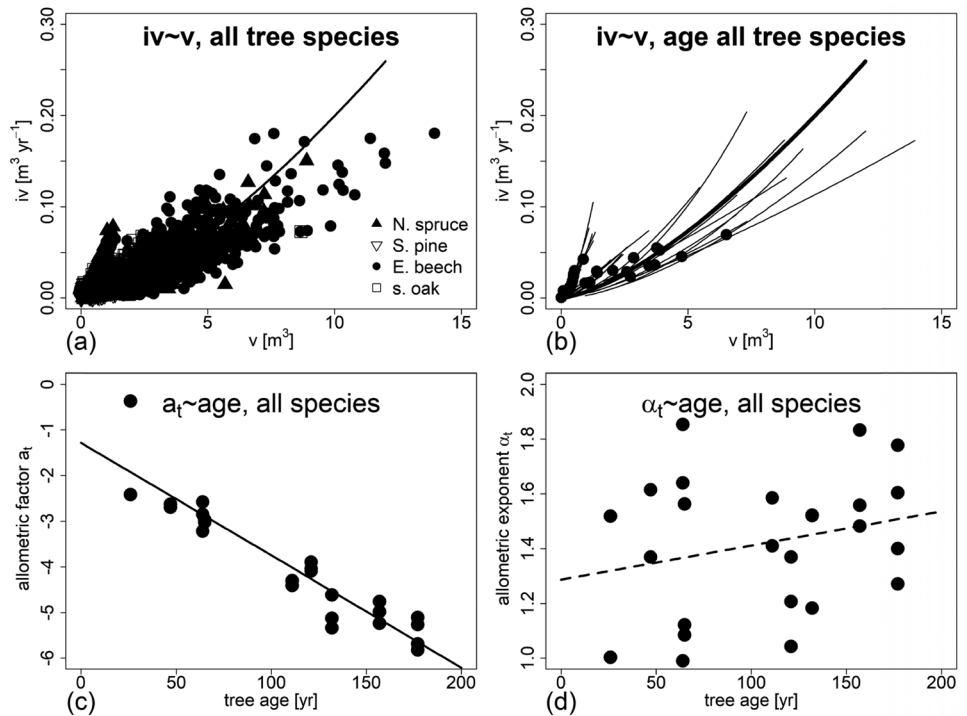 iv~v, all tree species
iv [m³ yr⁻¹]
0.30
0.20
0.10
0.00
0 5 10 15
v [m³]
N. spruce
S. pine
E. beech
s. oak
(a)
iv~v, age all tree species
iv [m³ yr⁻¹]
0.30
0.20
0.10
0.00
0 5 10 15
v [m³]
(b)
aₜ~age, all species
allometric factor aₜ
0
-1
-2
-3
-4
-5
-6
0 50 100 150 200
tree age [yr]
(c)
αₜ~age, all species
allometric exponent αₜ
2.0
1.8
1.6
1.4
1.2
1.0
0 50 100 150 200
tree age [yr]
(d)